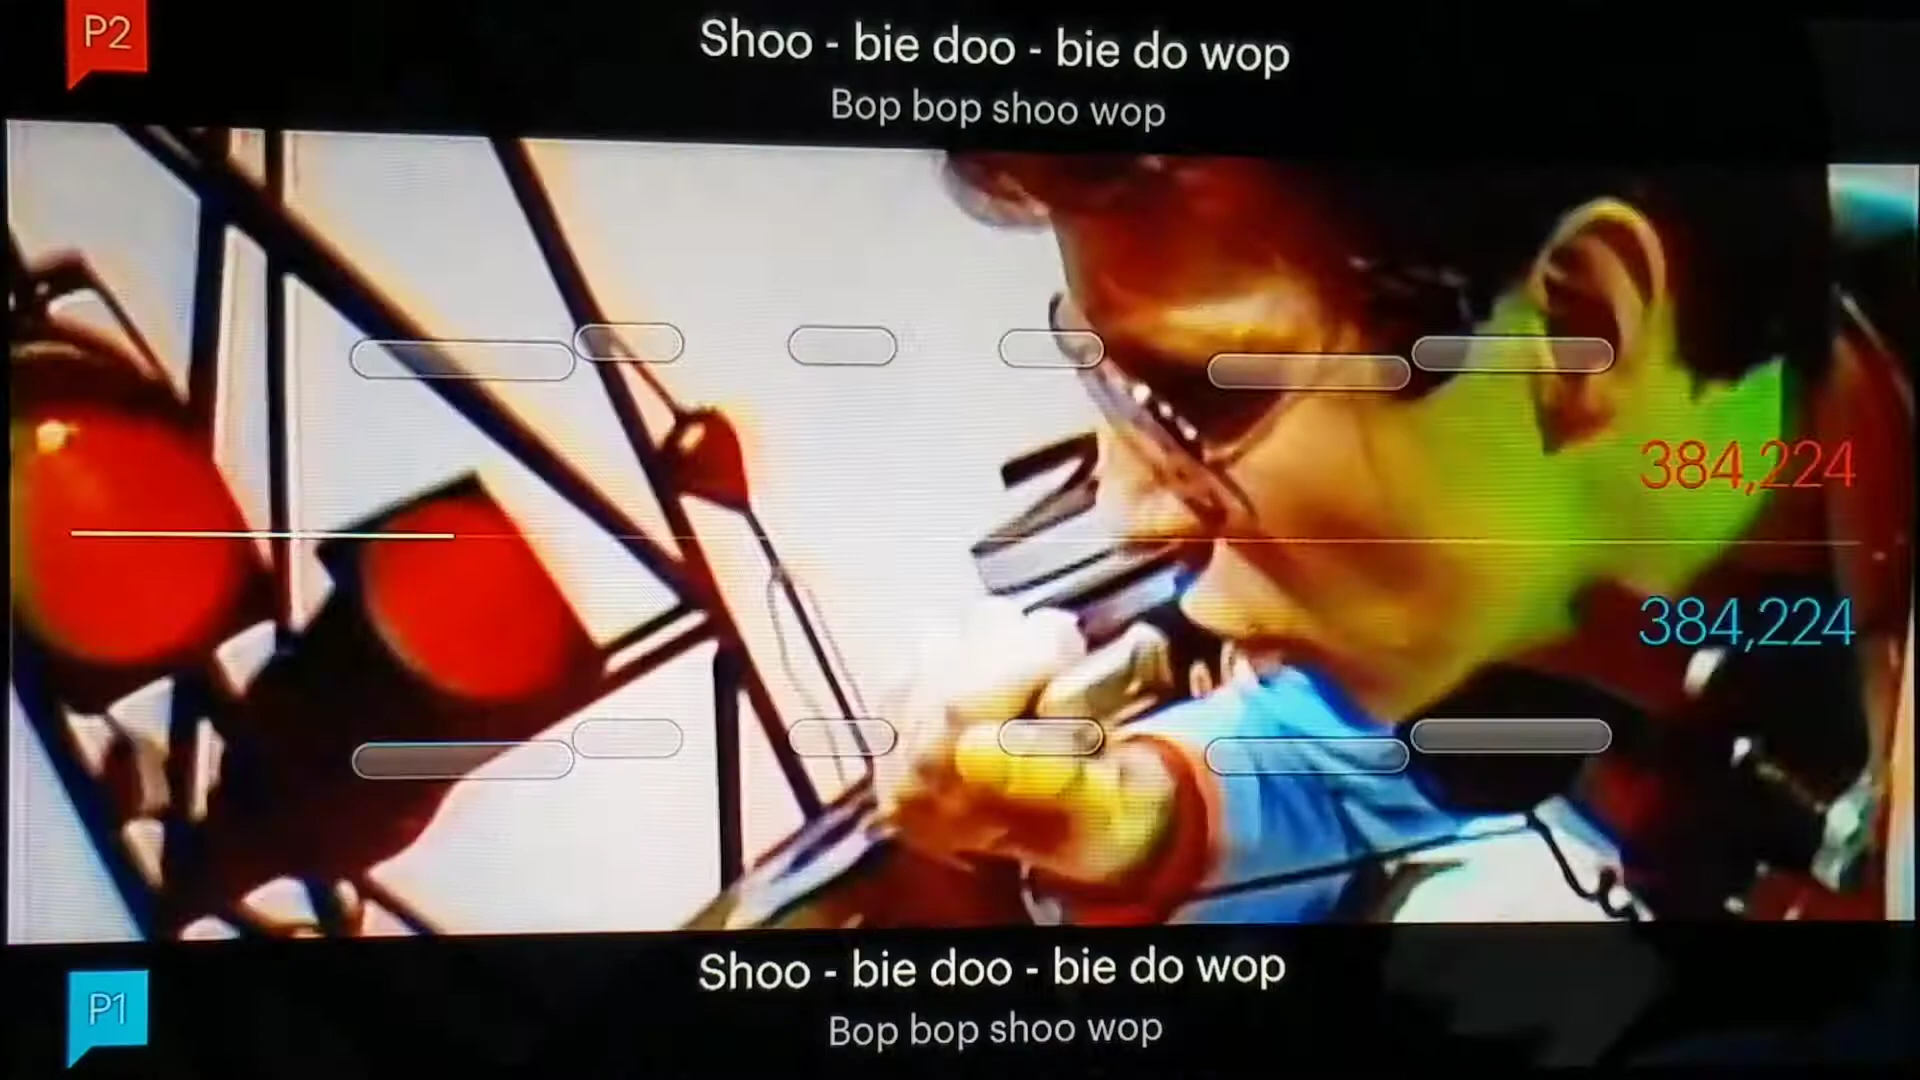 P2
Shoo - bie doo - bie do wop
Bop bop shoo wop
384,224
384,224
Shoo - bie doo - bie do wop
Bop bop shoo wop
P1